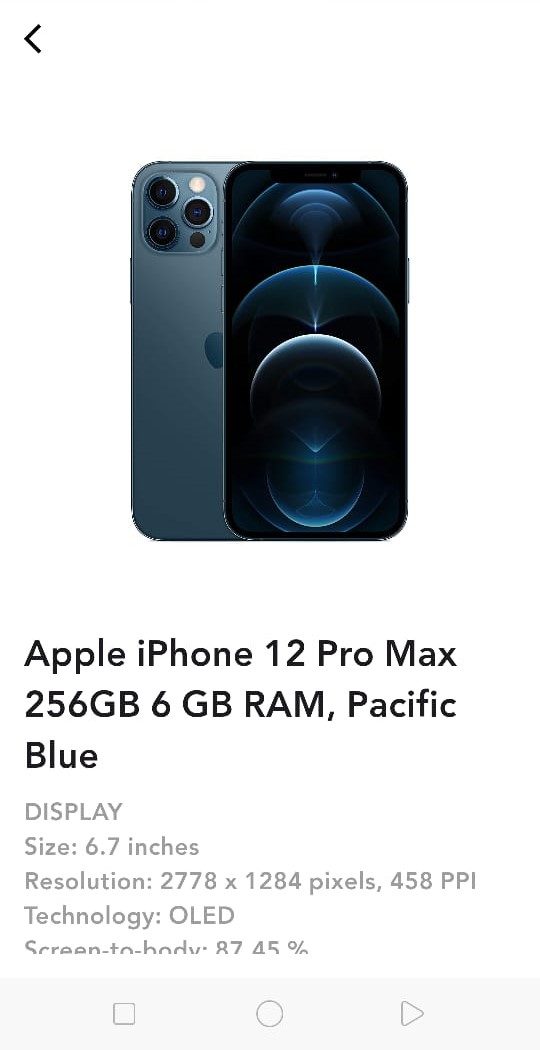 Apple iPhone 12 Pro Max
256GB 6 GB RAM, Pacific
Blue
DISPLAY
Size: 6.7 inches
Resolution: 2778 x 1284 pixels, 458 PPI
Technology: OLED
Screen-to-body: 87.45 %